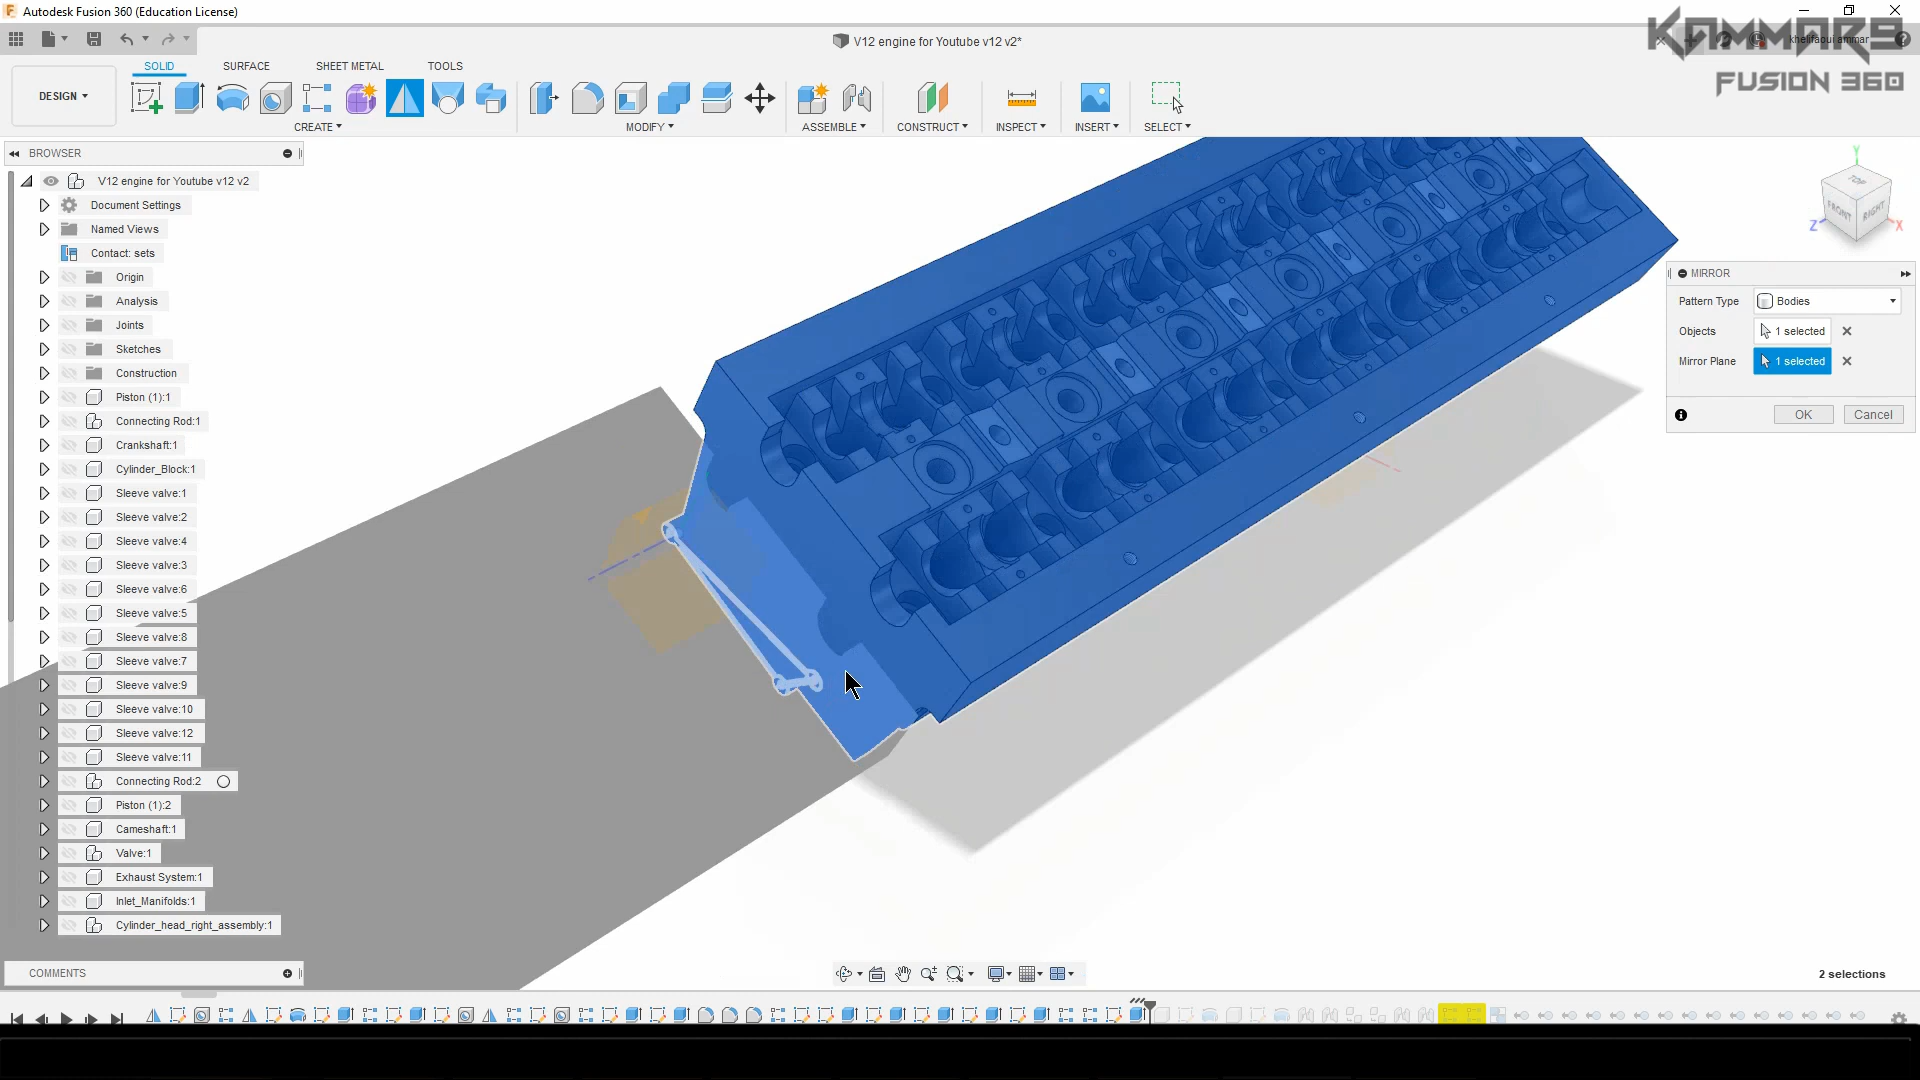 Autodesk Fusion 360 (Education License)
V12 engine for Youtube v12 v2*
khelifaoui ammar
KAMMAR9
FUSION 360
DESIGN
SOLID
SURFACE
SHEET METAL
TOOLS
CREATE
MODIFY
ASSEMBLE
CONSTRUCT
INSPECT
INSERT
SELECT
BROWSER
V12 engine for Youtube v12 v2
Document Settings
Named Views
Contact: sets
Origin
Analysis
Joints
Sketches
Construction
Piston (1):1
Connecting Rod:1
Crankshaft:1
Cylinder_Block:1
Sleeve valve:1
Sleeve valve:2
Sleeve valve:4
Sleeve valve:3
Sleeve valve:6
Sleeve valve:5
Sleeve valve:8
Sleeve valve:7
Sleeve valve:9
Sleeve valve:10
Sleeve valve:12
Sleeve valve:11
Connecting Rod:2
Piston (1):2
Cameshaft:1
Valve:1
Exhaust System:1
Inlet_Manifolds:1
Cylinder_head_right_assembly:1
COMMENTS
Y
TOP
FRONT
RIGHT
Z
X
MIRROR
Pattern Type Bodies
Objects 1 selected
Mirror Plane 1 selected
OK Cancel
2 selections